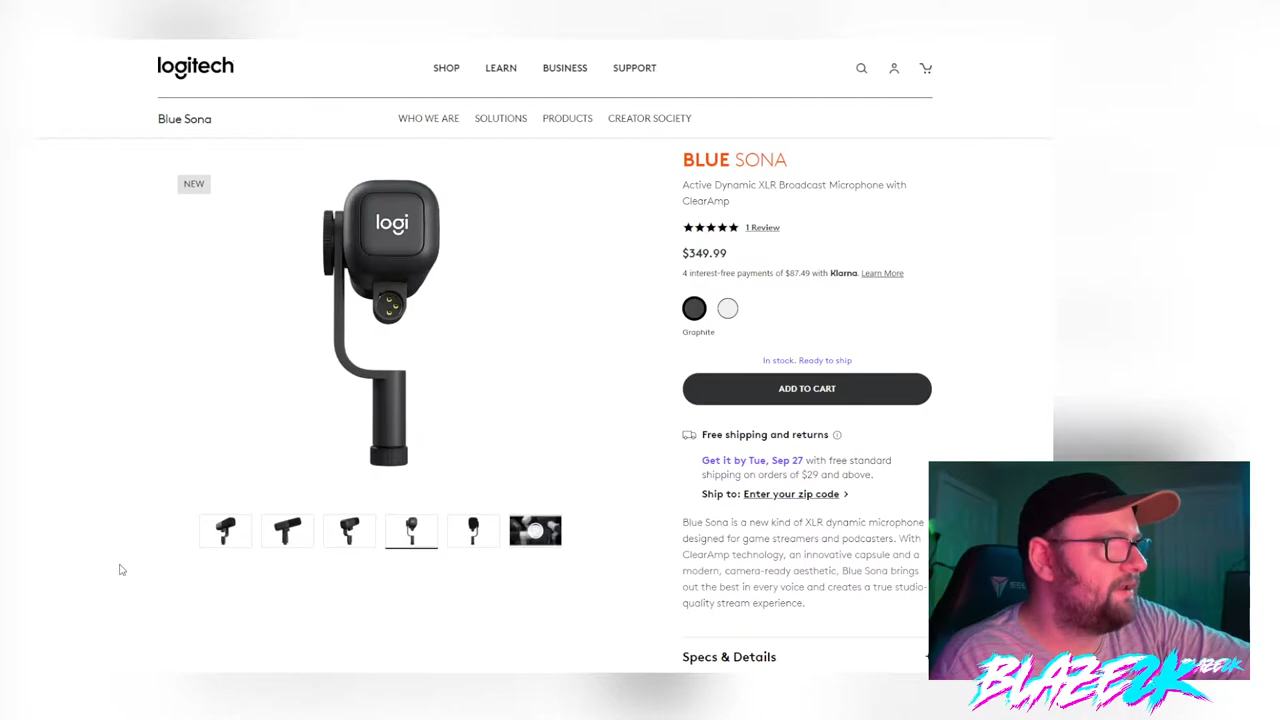 logitech
SHOP LEARN BUSINESS SUPPORT
Blue Sona
WHO WE ARE SOLUTIONS PRODUCTS CREATOR SOCIETY
NEW
logi
BLUE SONA
Active Dynamic XLR Broadcast Microphone with
ClearAmp
1 Review
$349.99
4 interest-free payments of $87.49 with Klarna. Learn More
Graphite
In stock. Ready to ship
ADD TO CART
Free shipping and returns
Get it by Tue, Sep 27 with free standard
shipping on orders of $29 and above.
Ship to: Enter your zip code >
Blue Sona is a new kind of XLR dynamic microphone
designed for game streamers and podcasters. With
ClearAmp technology, an innovative capsule and a
modern, camera-ready aesthetic, Blue Sona brings
out the best in every voice and creates a true studio-
quality stream experience.
Specs & Details
BLAZE2K
BLAZE2K